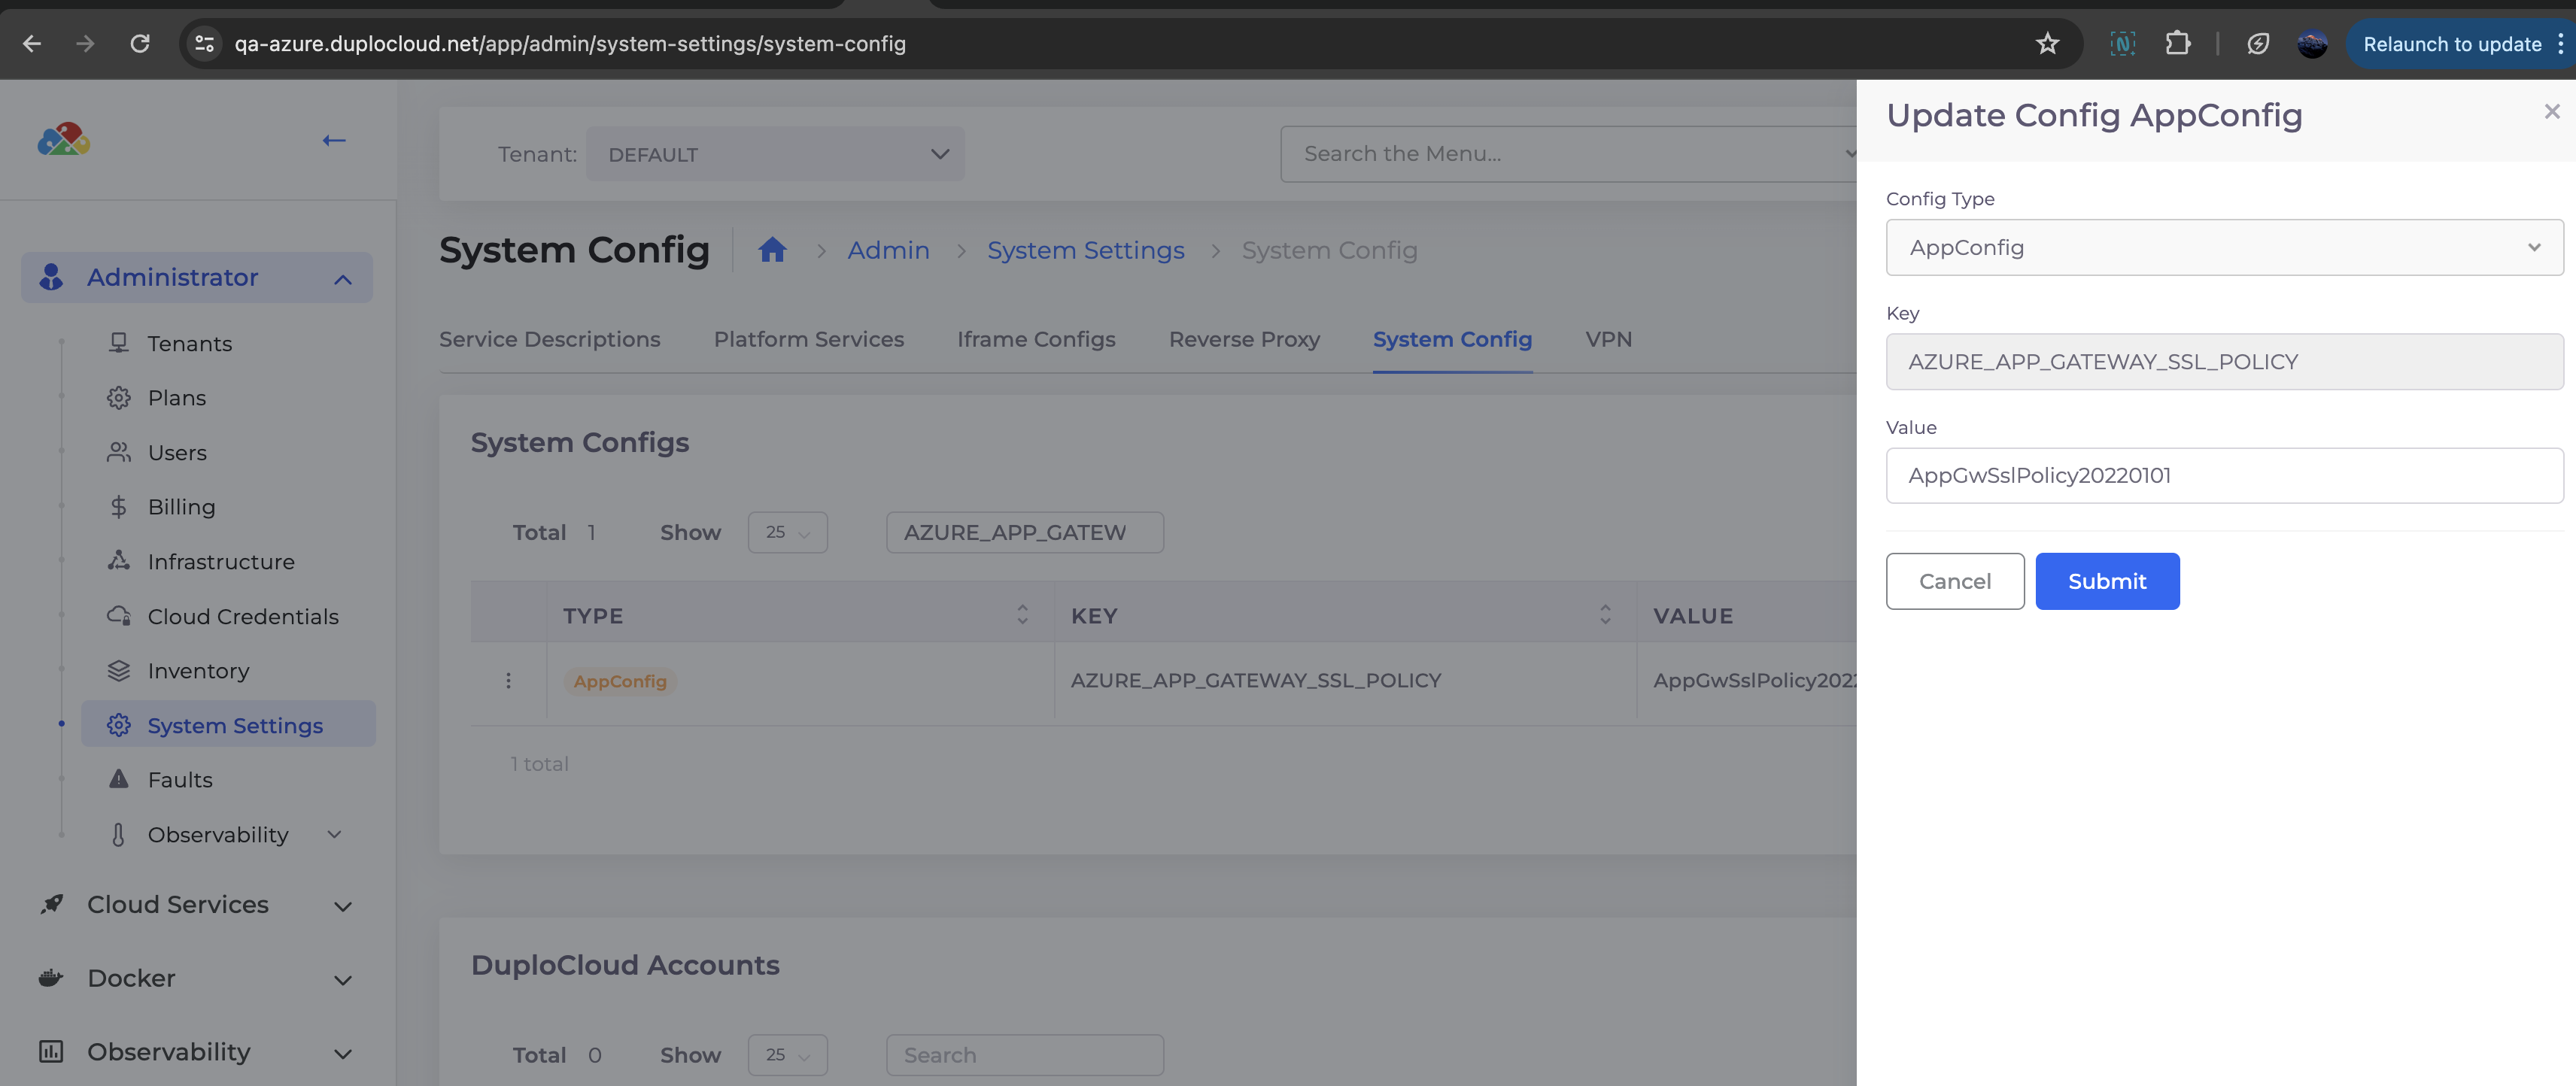 qa-azure.duplocloud.net/app/admin/system-settings/system-config
Relaunch to update
Tenant:
DEFAULT
Search the Menu...
System Config
Admin
System Settings
System Config
Service Descriptions
Platform Services
Iframe Configs
Reverse Proxy
System Config
VPN
Administrator
Tenants
Plans
Users
Billing
Infrastructure
Cloud Credentials
Inventory
System Settings
Faults
Observability
Cloud Services
Docker
Observability
System Configs
Total 1
Show 25
AZURE_APP_GATEW
TYPE
KEY
VALUE
AppConfig
AZURE_APP_GATEWAY_SSL_POLICY
AppGwSslPolicy202
1 total
DuploCloud Accounts
Total 0
Show 25
Search
Update Config AppConfig
Config Type
AppConfig
Key
AZURE_APP_GATEWAY_SSL_POLICY
Value
AppGwSslPolicy20220101
Cancel
Submit